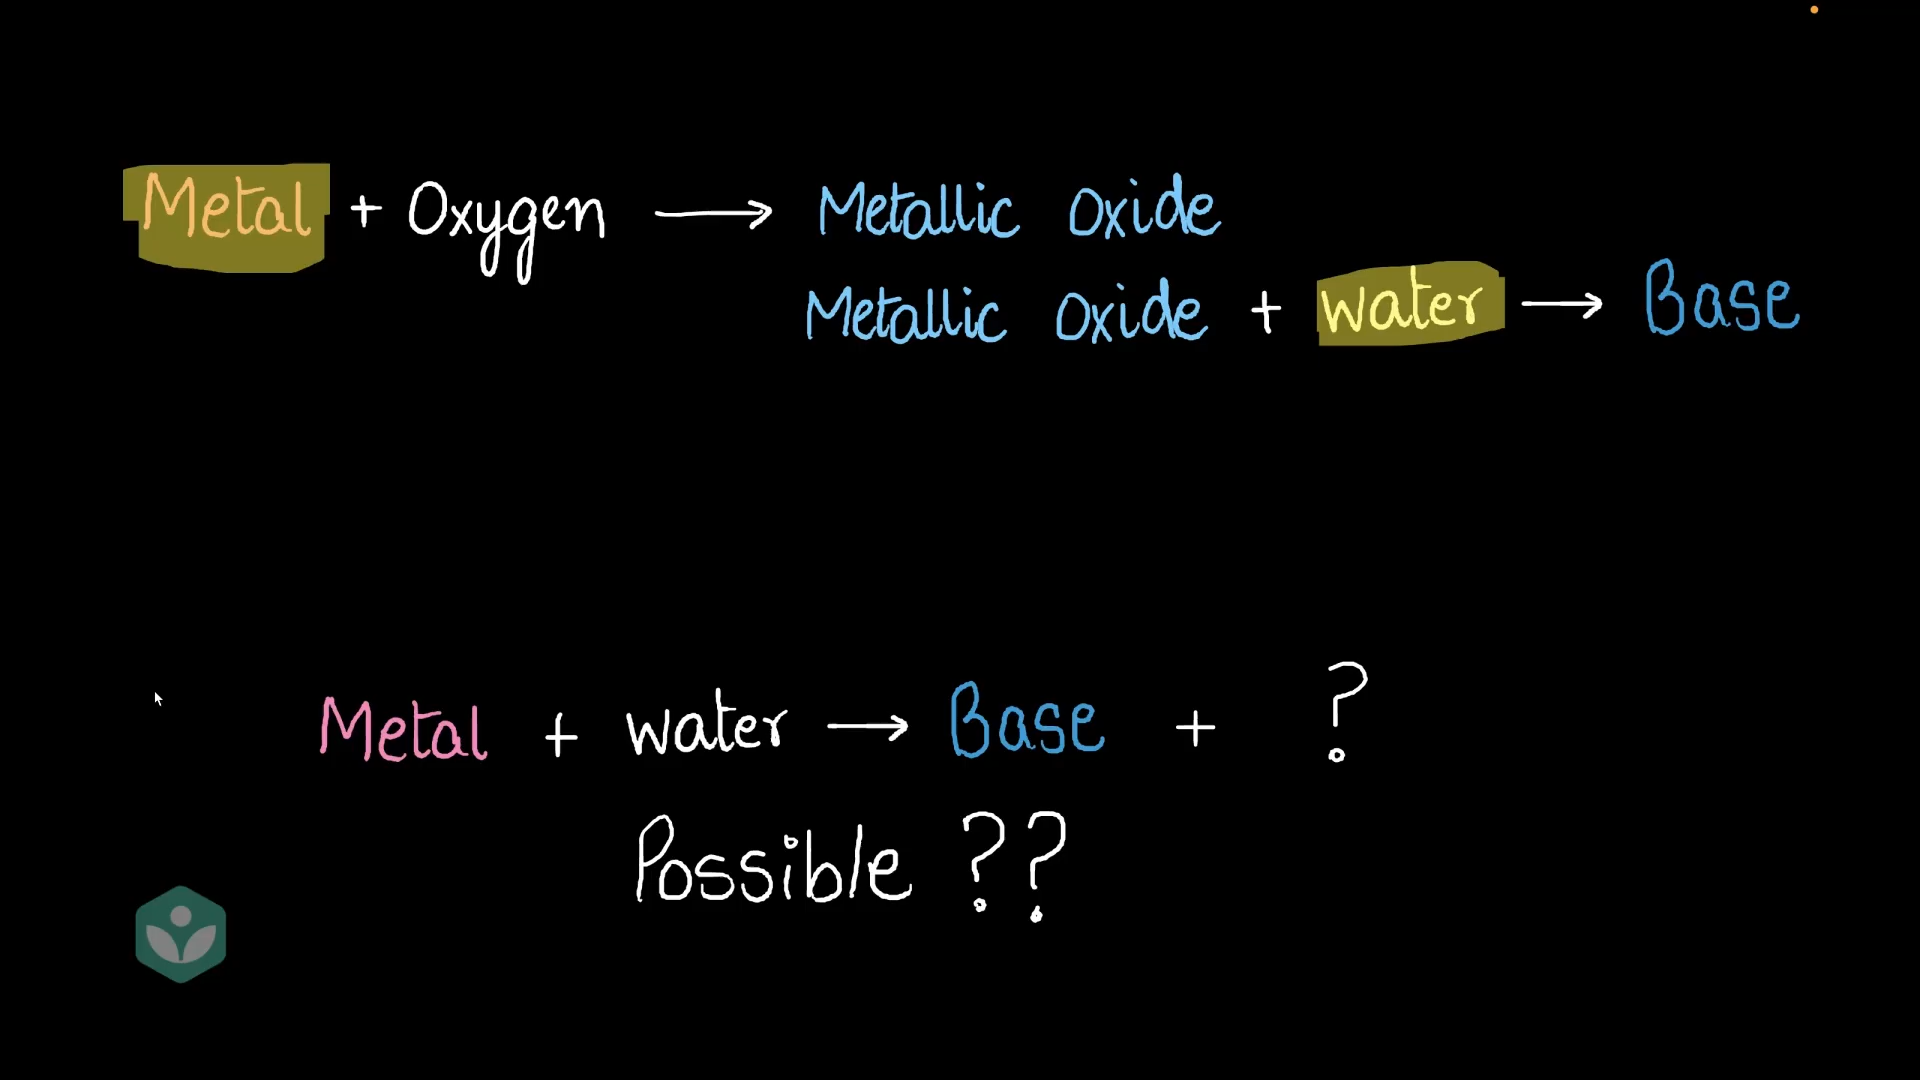 Metal + Oxygen ⟶ Metallic Oxide
Metallic Oxide + water ⟶ Base
Metal + water ⟶ Base + ?
Possible ??